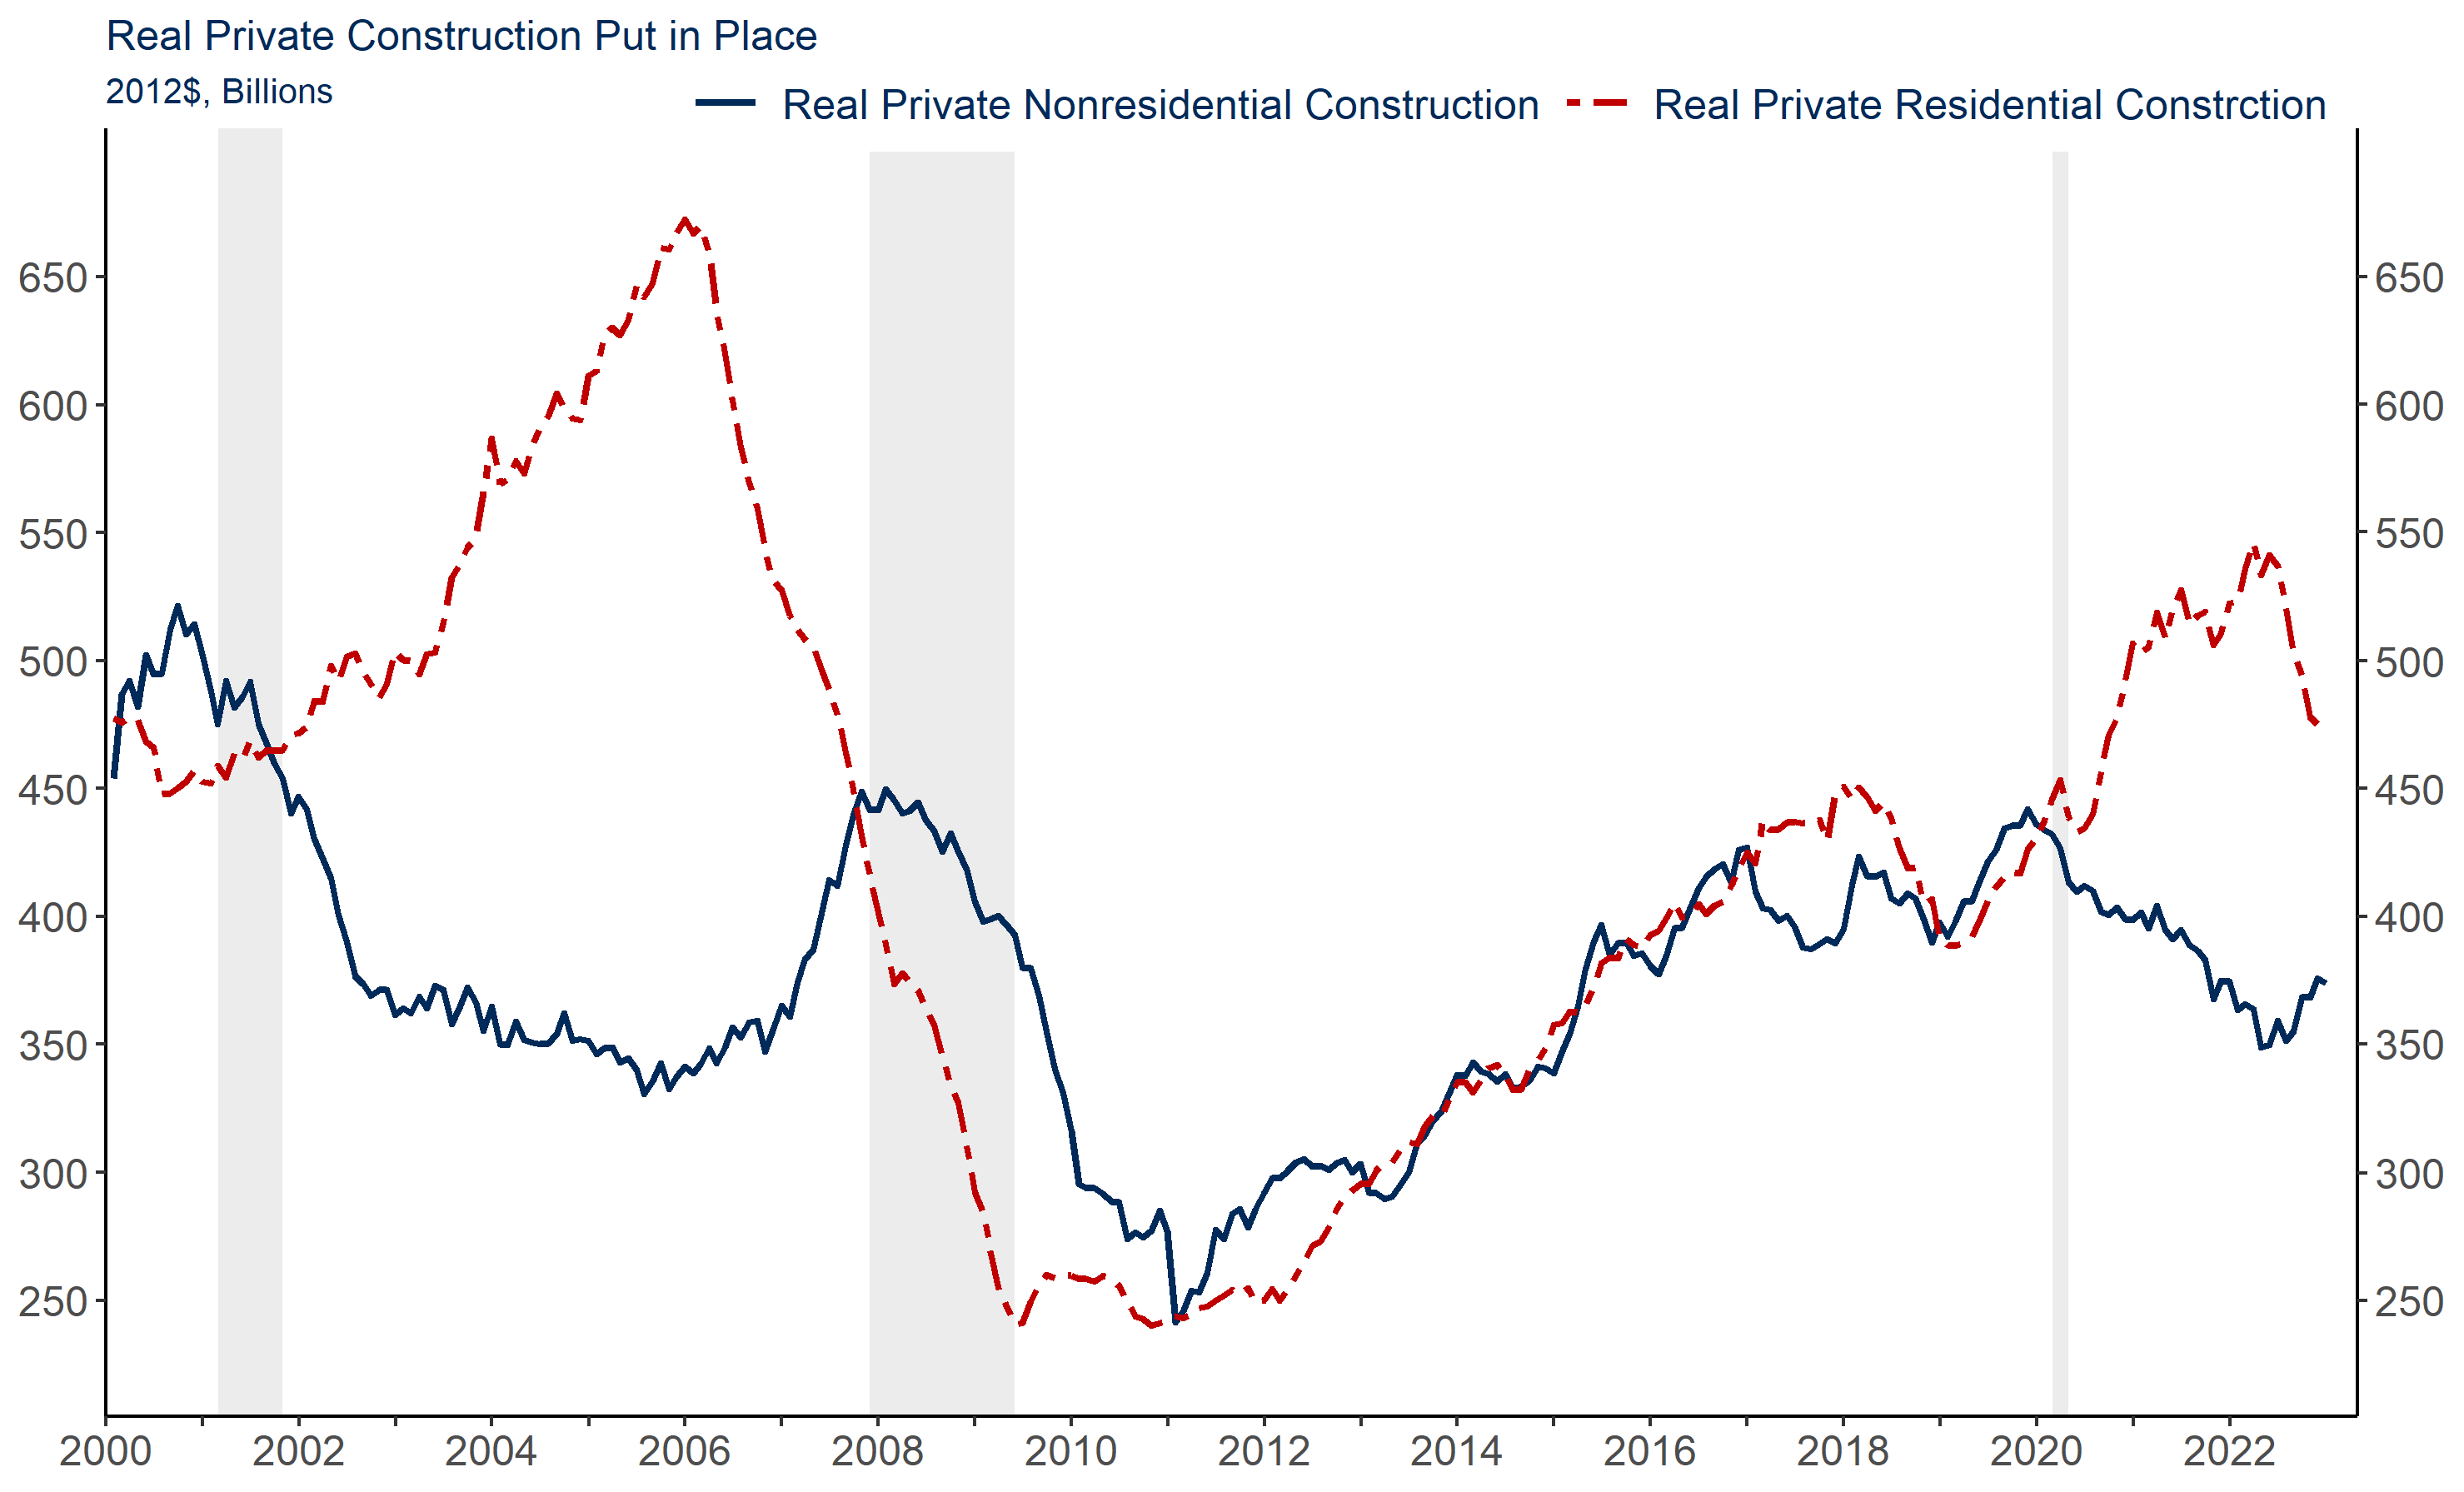 Real Private Construction Put in Place
2012$, Billions
Real Private Nonresidential Construction Real Private Residential Constrction
650 650
600 600
550 550
500 500
450 450
400 400
350 350
300 300
250 250
2000 2002 2004 2006 2008 2010 2012 2014 2016 2018 2020 2022